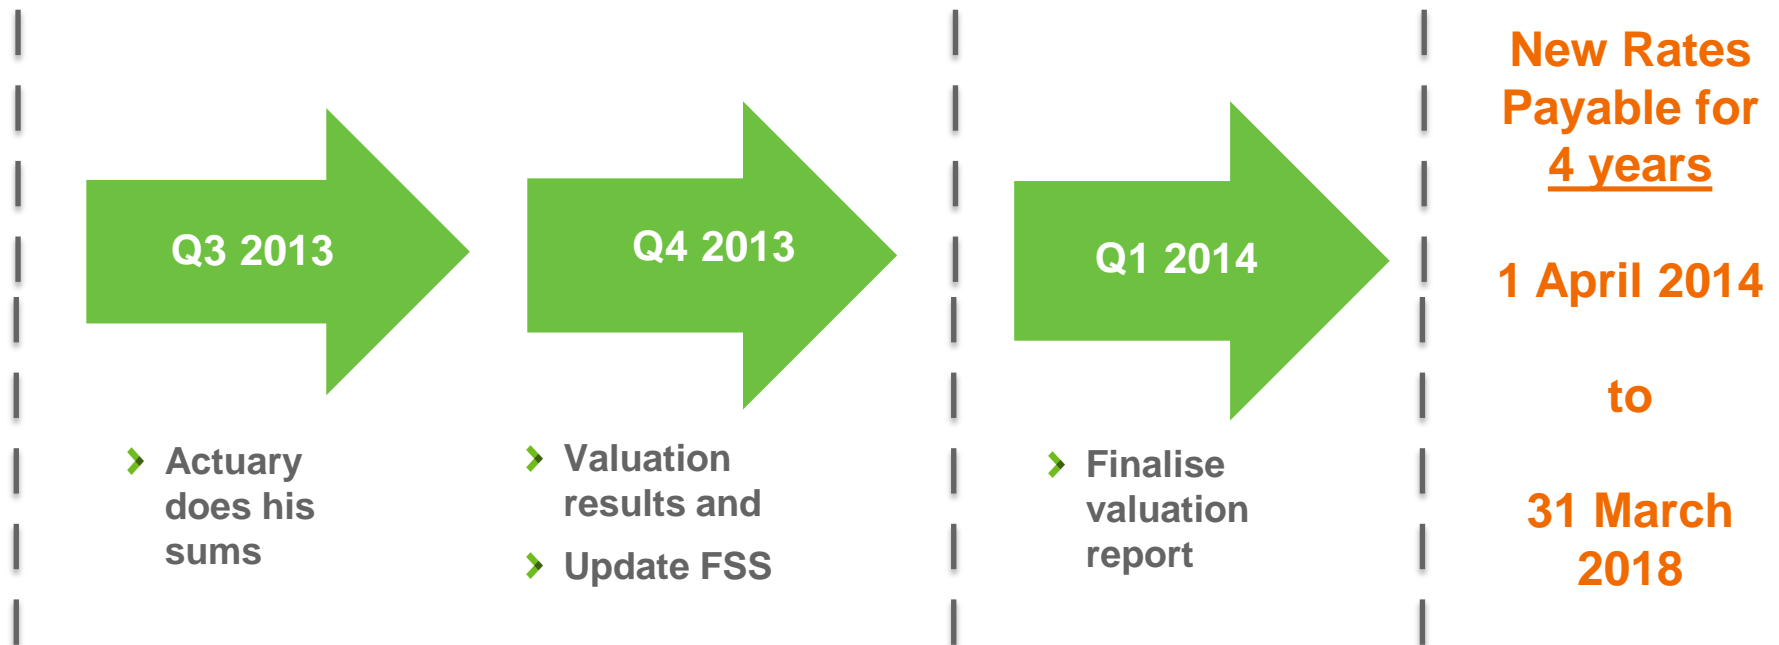 Q3 2013
Actuary
does his
sums
Q4 2013
Valuation
results and
Update FSS
Q1 2014
Finalise
valuation
report
New Rates
Payable for
4 years
1 April 2014
to
31 March
2018